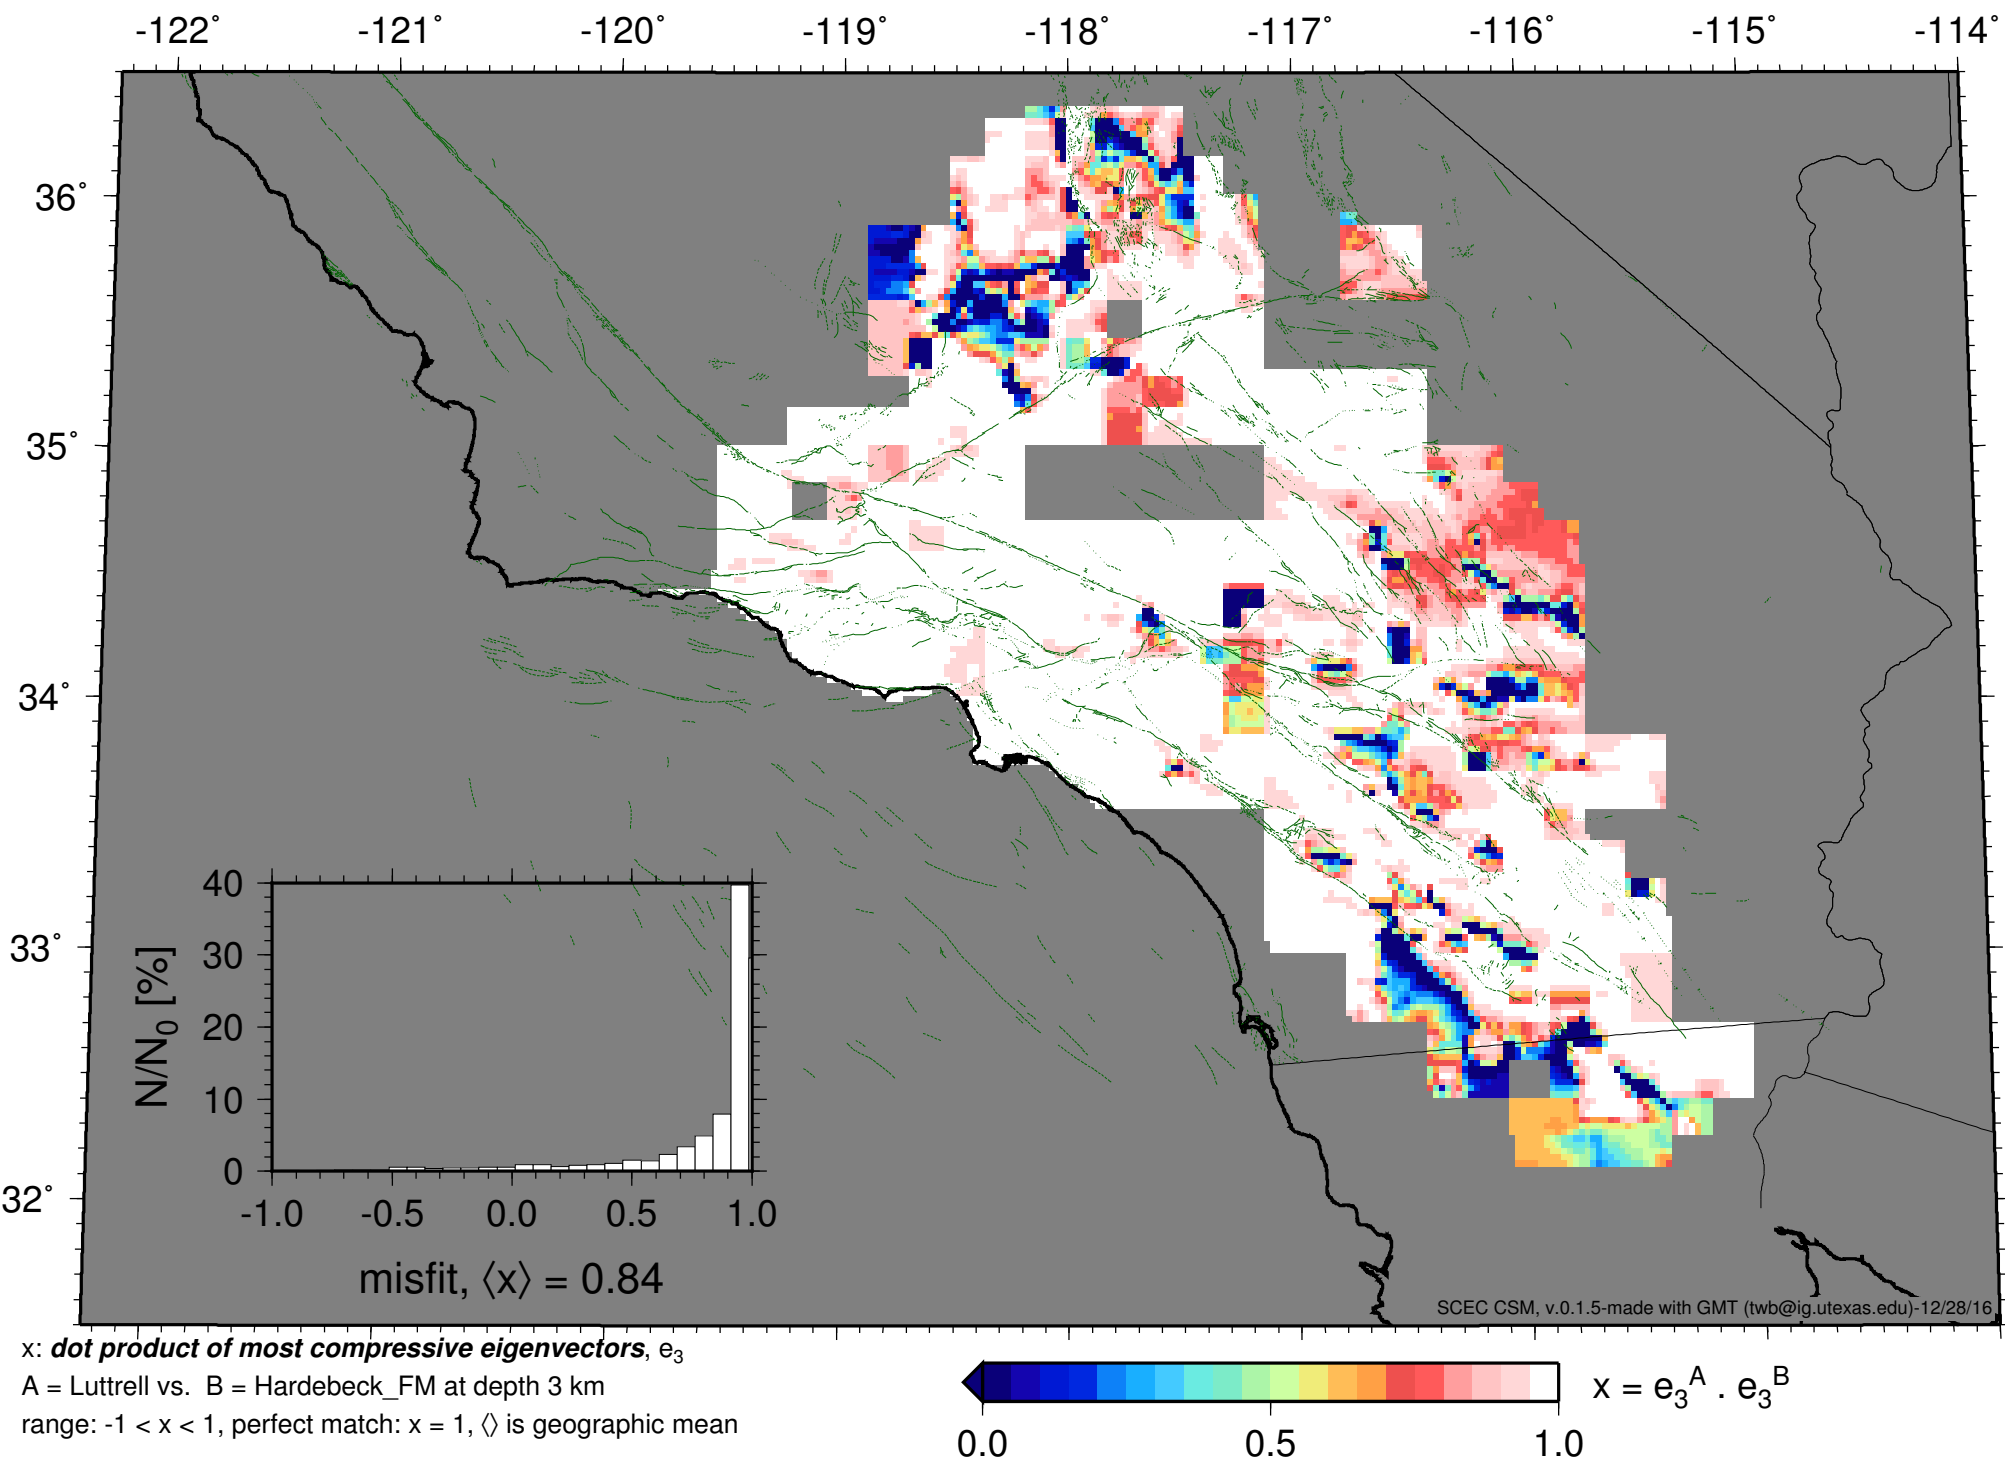 -122° -121° -120° -119° -118° -117° -116° -115° -114°
36°
35°
34°
33°
32°
40
30
20
10
0
N/N0 [%]
-1.0 -0.5 0.0 0.5 1.0
misfit, ⟨x⟩ = 0.84
SCEC CSM, v.0.1.5-made with GMT (twb@ig.utexas.edu)-12/28/16
x: dot product of most compressive eigenvectors, e3
A = Luttrell vs. B = Hardebeck_FM at depth 3 km
range: -1 < x < 1, perfect match: x = 1, ⟨⟩ is geographic mean
x = e3^A . e3^B
0.0 0.5 1.0